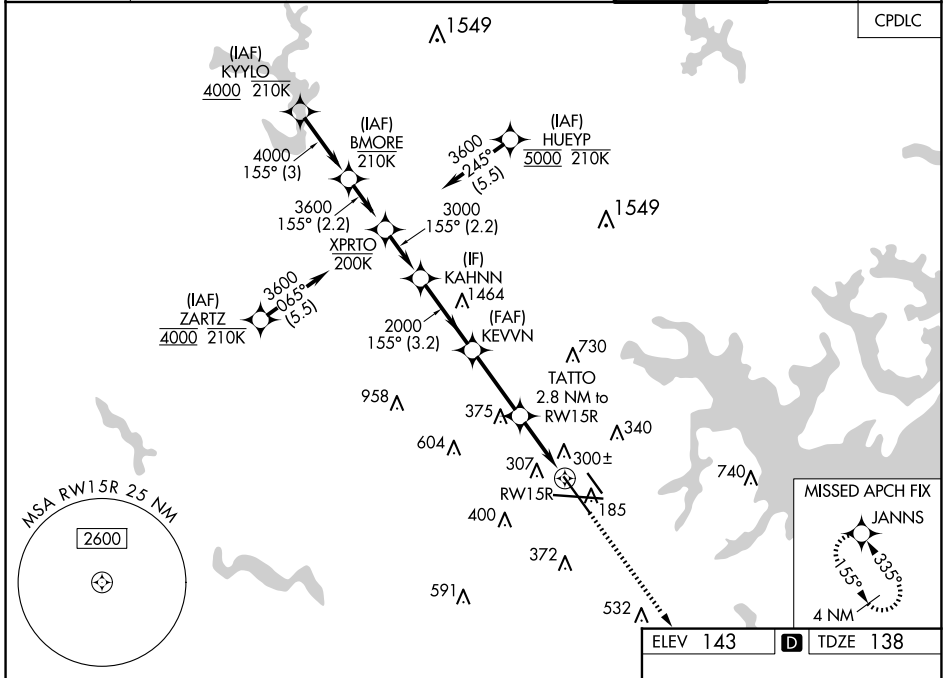 CPDLC
1549
(IAF)
KYYLO
4000 210K
(IAF)
BMORE
210K
(IAF)
HUEYP
5000 210K
3600
245°
(5.5)
4000
155° (3)
3600
155° (2.2)
3000
155° (2.2)
1549
XPRTO
200K
(IF)
KAHNN
1464
3600
065°
(5.5)
(IAF)
ZARTZ
4000 210K
2000
155° (3.2)
(FAF)
KEVVN
730
TATTO
2.8 NM to
RW15R
958
375
340
604
307
300±
740
RW15R
185
400
372
591
532
MSA RW15R 25 NM
2600
MISSED APCH FIX
JANNS
155°
335°
4 NM
ELEV 143 D TDZE 138